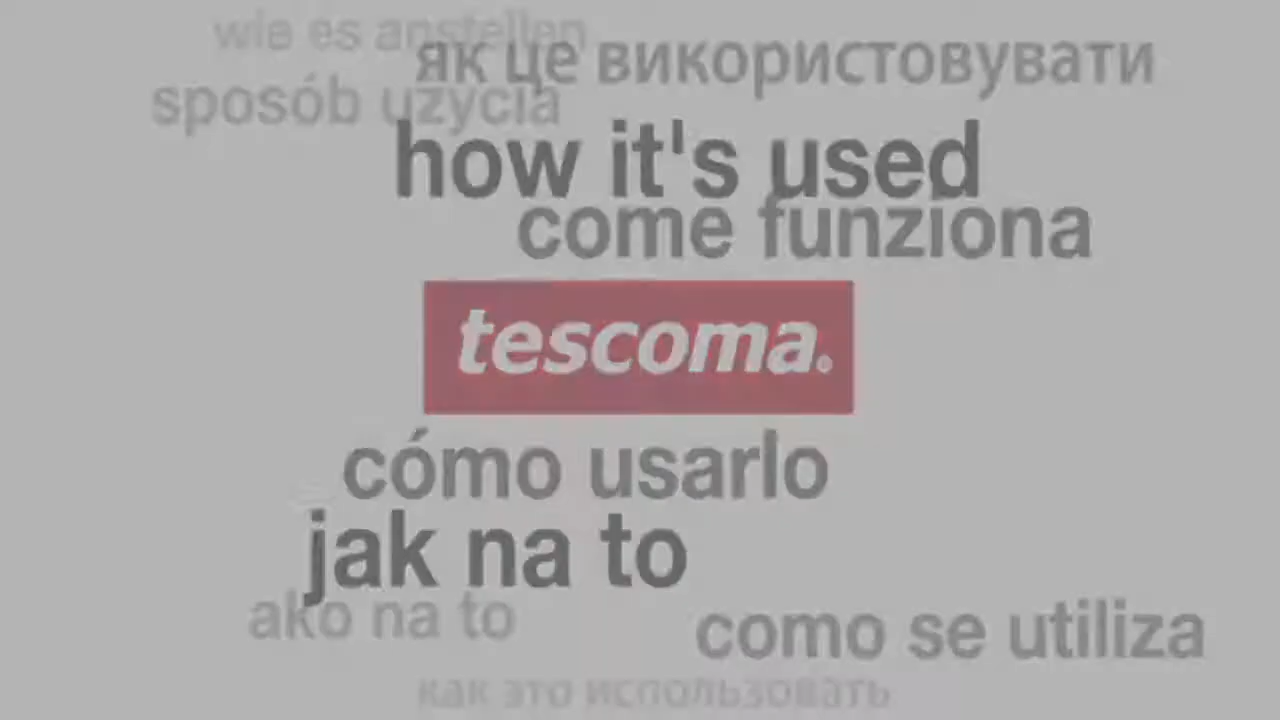 wie es anstellen
як це використовувати
sposób użycia
how it's used
come funziona
tescoma.
cómo usarlo
jak na to
ako na to
como se utiliza
как это использовать